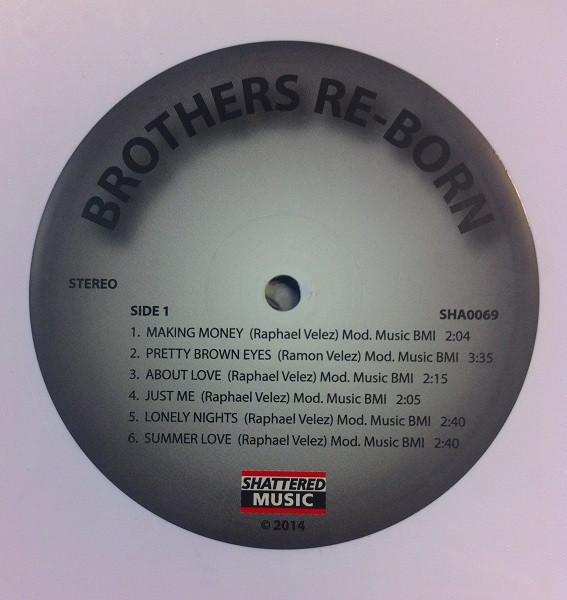 BROTHERS RE-BORN
STEREO
SIDE 1
SHA0069
1. MAKING MONEY (Raphael Velez) Mod. Music BMI 2:04
2. PRETTY BROWN EYES (Ramon Velez) Mod. Music BMI 3:35
3. ABOUT LOVE (Raphael Velez) Mod. Music BMI 2:15
4. JUST ME (Raphael Velez) Mod. Music BMI 2:05
5. LONELY NIGHTS (Raphael Velez) Mod. Music BMI 2:40
6. SUMMER LOVE (Raphael Velez) Mod. Music BMI 2:40
SHATTERED
MUSIC
© 2014